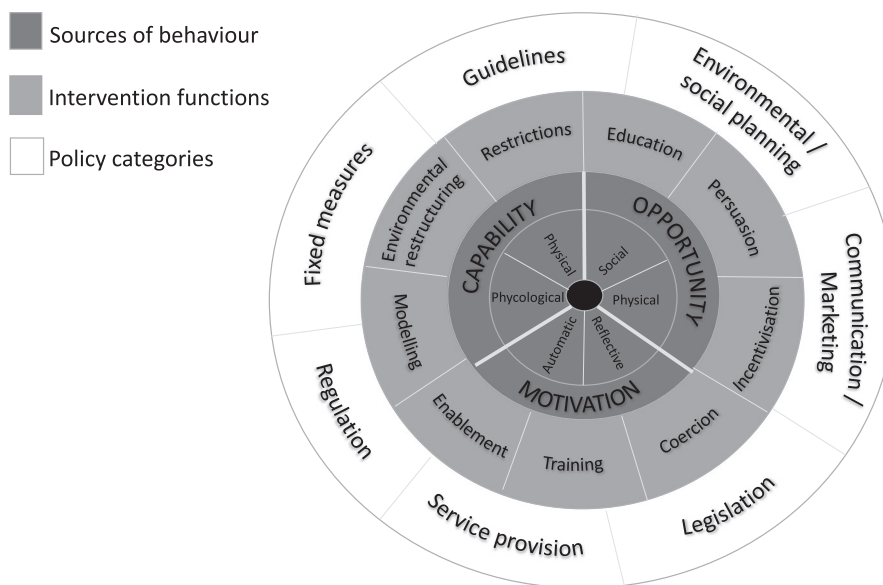 Sources of behaviour
Intervention functions
Policy categories
Guidelines
Environmental /
social planning
Communication /
Marketing
Legislation
Service provision
Regulation
Fixed measures
Restrictions
Education
Persuasion
Incentivisation
Coercion
Training
Enablement
Modelling
Environmental
restructuring
CAPABILITY
OPPORTUNITY
MOTIVATION
Physical
Social
Physical
Reflective
Automatic
Phycological